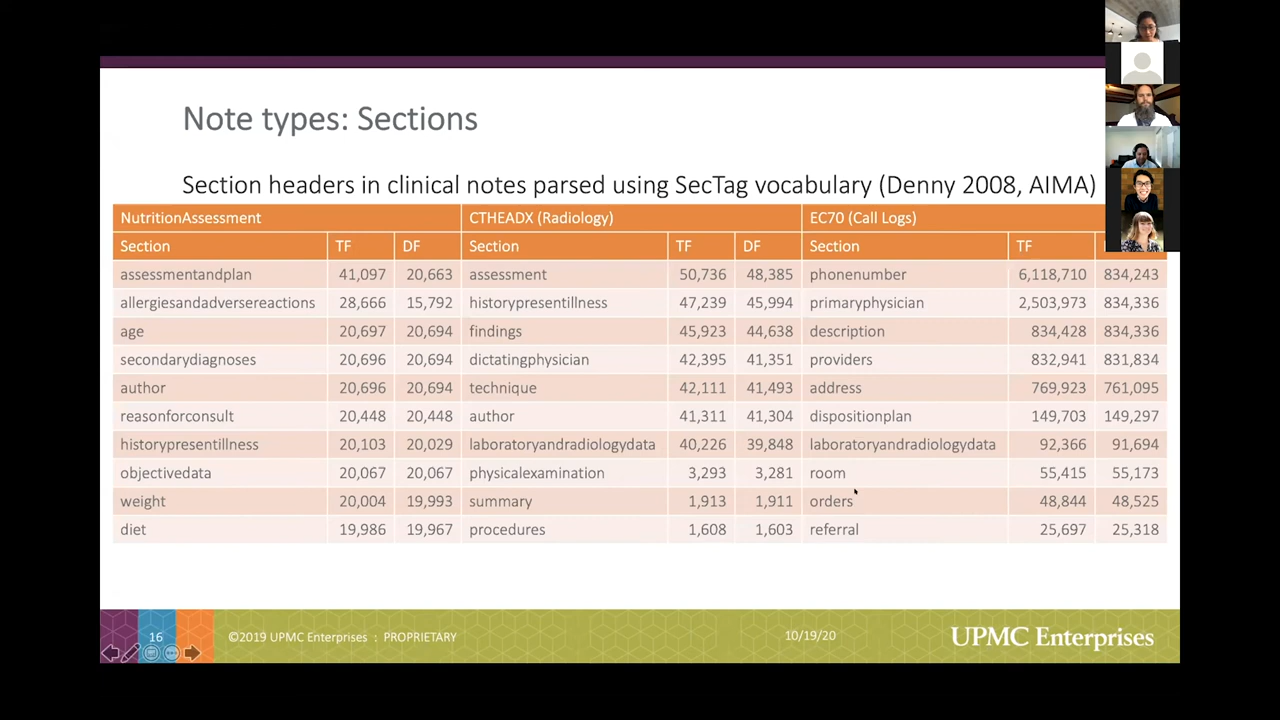 Note types: Sections
Section headers in clinical notes parsed using SecTag vocabulary (Denny 2008, AIMA)
NutritionAssessment CTHEADX (Radiology) EC70 (Call Logs)
Section TF DF Section TF DF Section TF
assessmentandplan 41,097 20,663 assessment 50,736 48,385 phonenumber 6,118,710 834,243
allergiesandadversereactions 28,666 15,792 historypresentillness 47,239 45,994 primaryphysician 2,503,973 834,336
age 20,697 20,694 findings 45,923 44,638 description 834,428 834,336
secondarydiagnoses 20,696 20,694 dictatingphysician 42,395 41,351 providers 832,941 831,834
author 20,696 20,694 technique 42,111 41,493 address 769,923 761,095
reasonforconsult 20,448 20,448 author 41,311 41,304 dispositionplan 149,703 149,297
historypresentillness 20,103 20,029 laboratoryandradiologydata 40,226 39,848 laboratoryandradiologydata 92,366 91,694
objectivedata 20,067 20,067 physicalexamination 3,293 3,281 room 55,415 55,173
weight 20,004 19,993 summary 1,913 1,911 orders 48,844 48,525
diet 19,986 19,967 procedures 1,608 1,603 referral 25,697 25,318
16 ©2019 UPMC Enterprises : PROPRIETARY 10/19/20 UPMC Enterprises